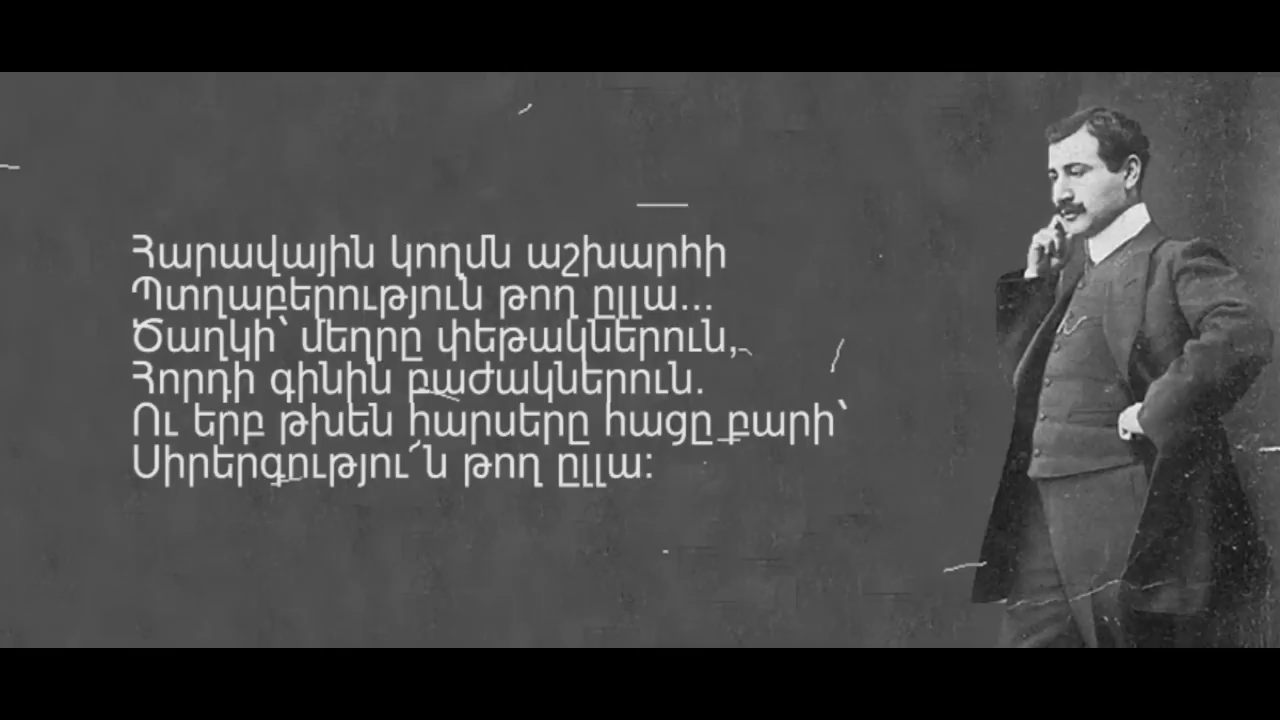 Հարավային կողմն աշխարհի
Պտղաբերություն թող ըլլա...
Ծաղկի՝ մեղրը փեթակներուն,
Հորդի գինին բաժակներուն.
Ու երբ թխեն հարսերը հացը բարի՝
Սիրերգությու՜ն թող ըլլա: